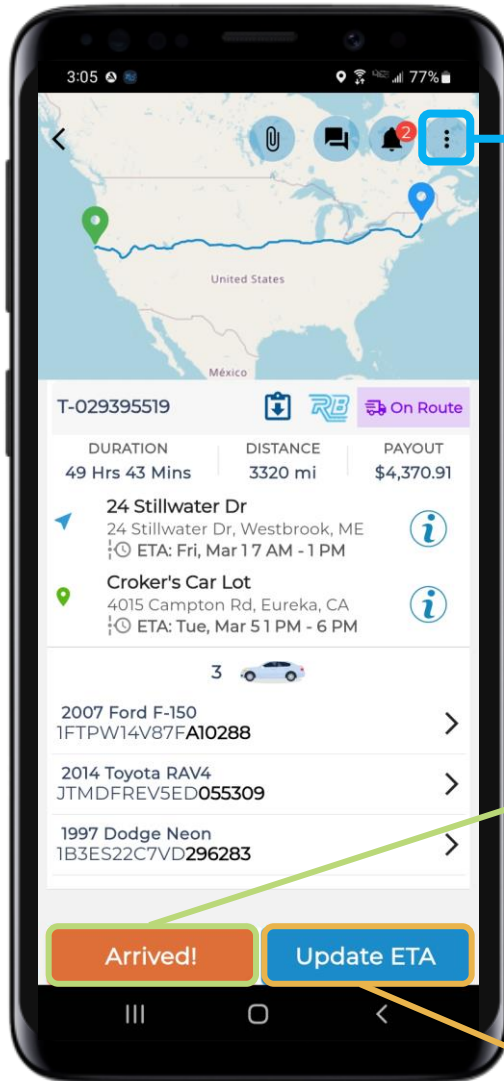 3:05 77%
2
United States
México
T-029395519 RB On Route
DURATION DISTANCE PAYOUT
49 Hrs 43 Mins 3320 mi $4,370.91
24 Stillwater Dr
24 Stillwater Dr, Westbrook, ME
ETA: Fri, Mar 1 7 AM - 1 PM
Croker's Car Lot
4015 Campton Rd, Eureka, CA
ETA: Tue, Mar 5 1 PM - 6 PM
3
2007 Ford F-150
1FTPW14V87FA10288
2014 Toyota RAV4
JTMDFREV5ED055309
1997 Dodge Neon
1B3ES22C7VD296283
Arrived! Update ETA